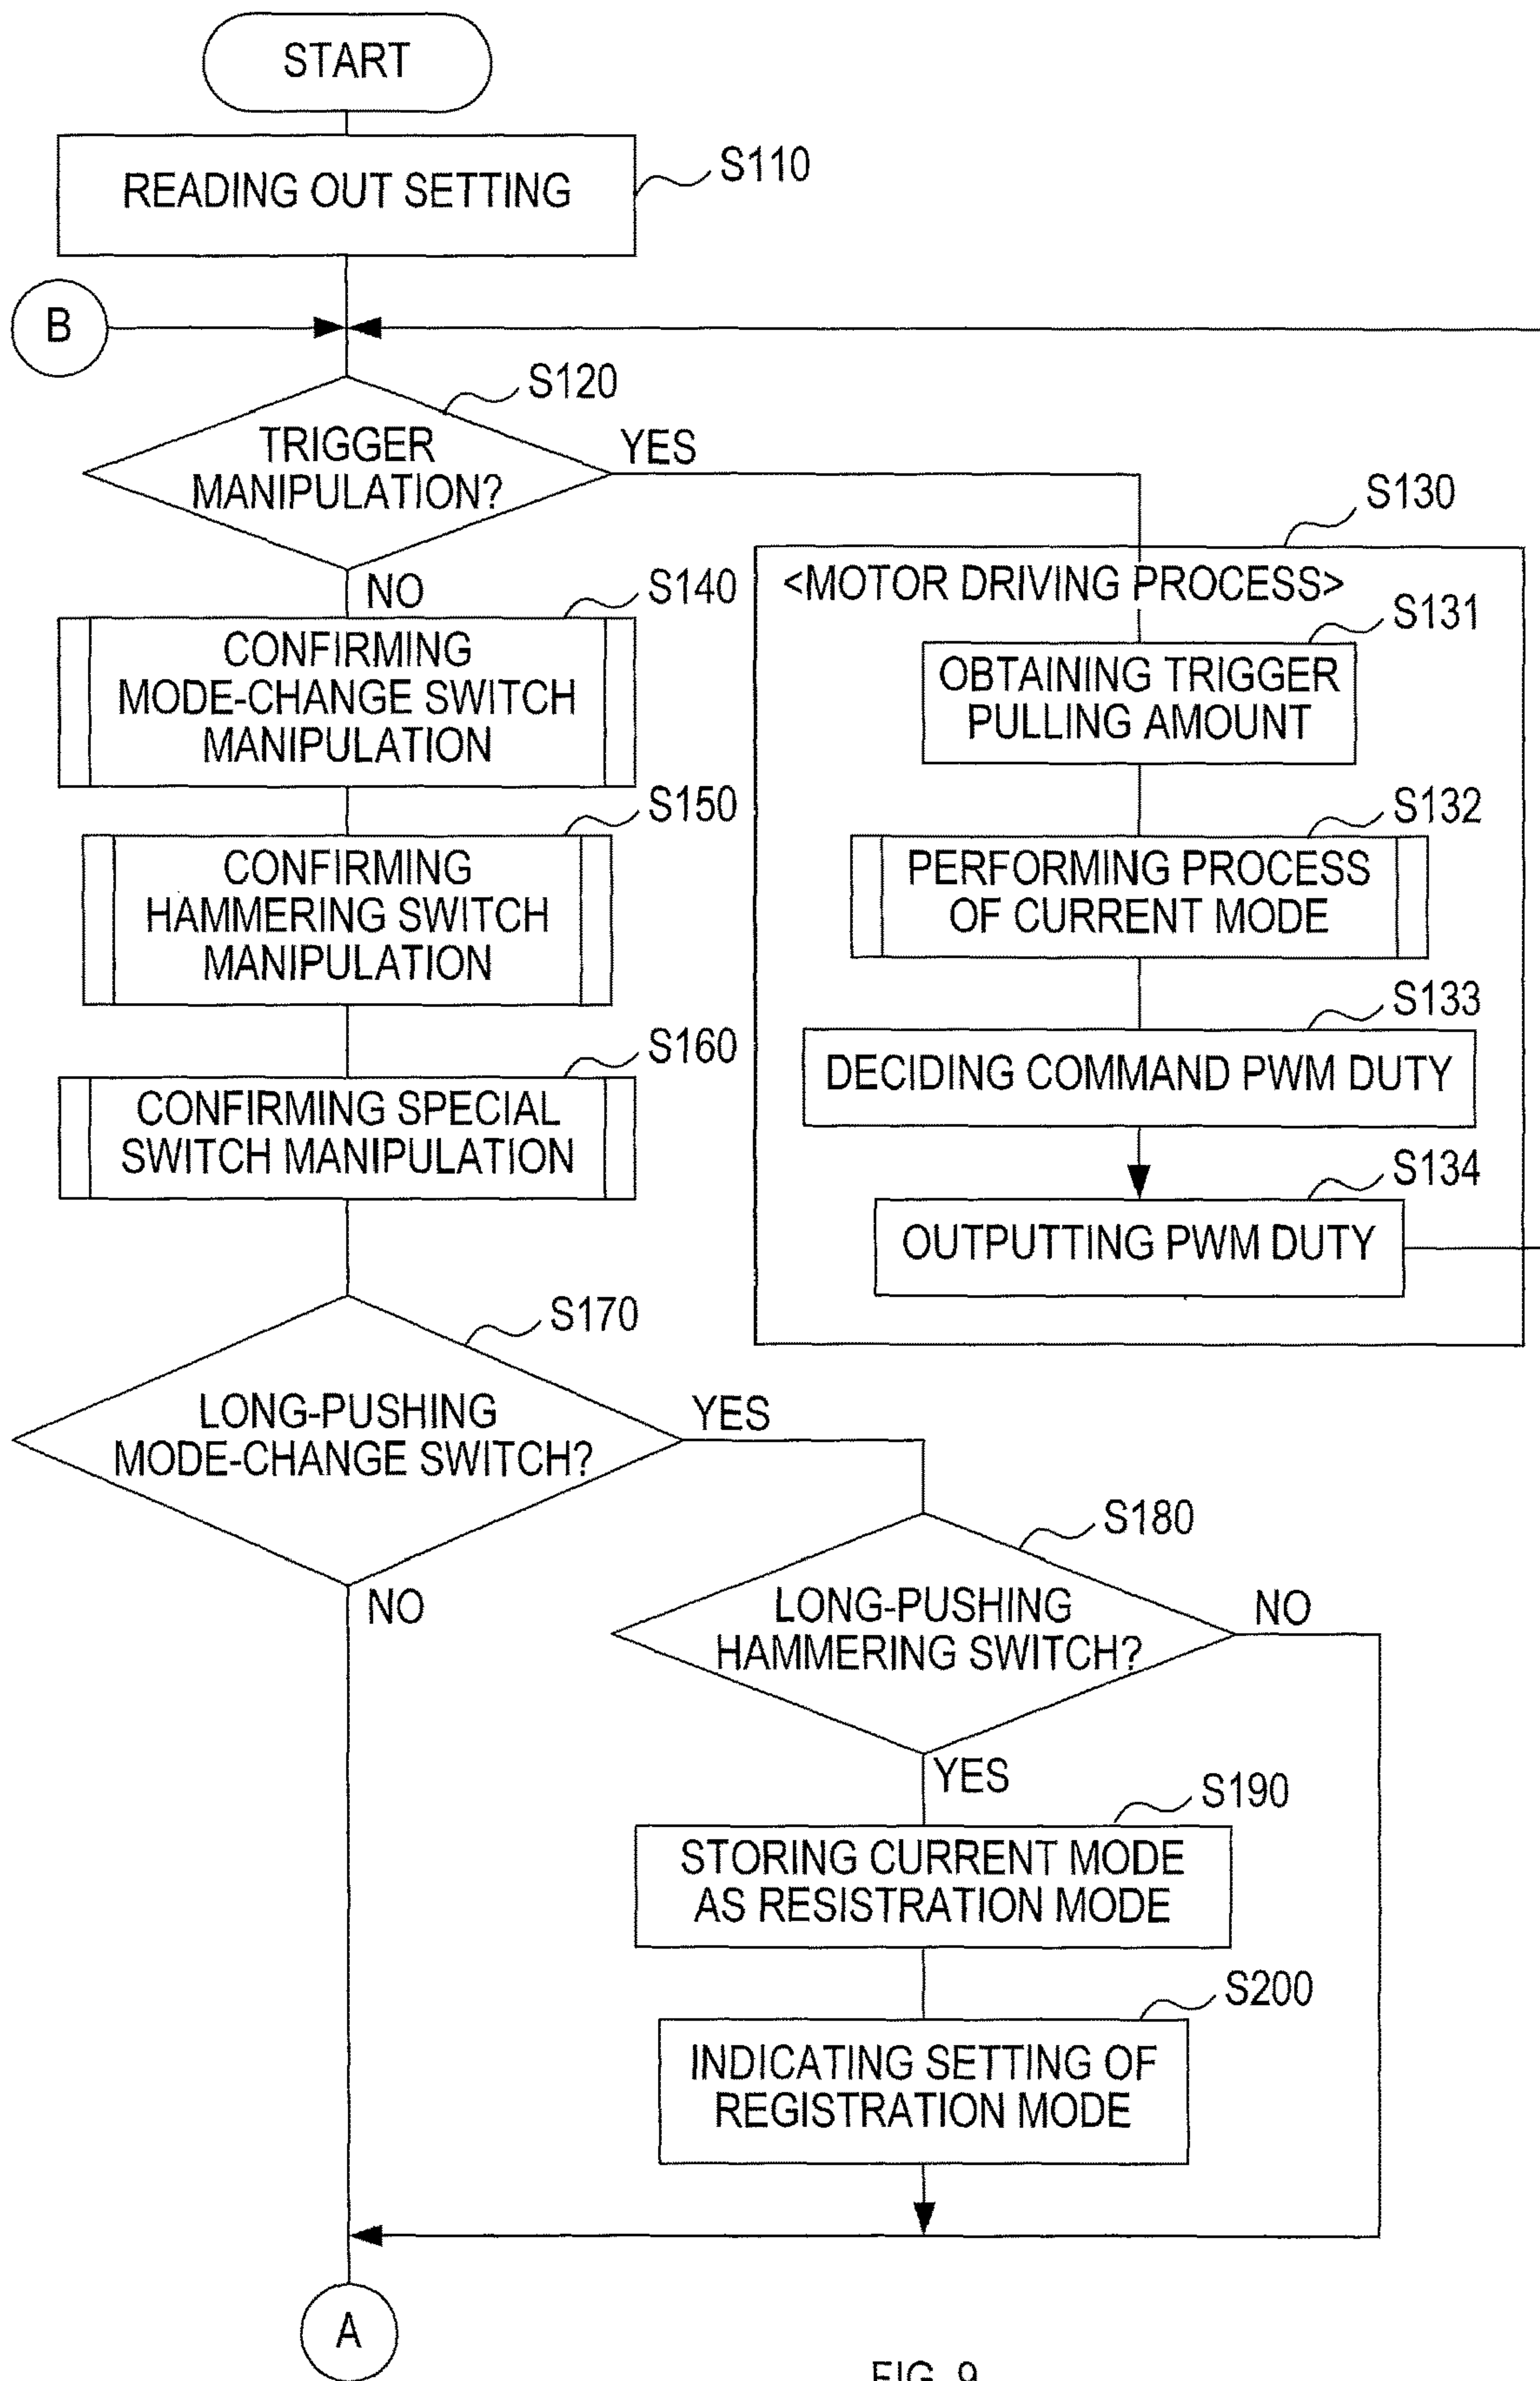 START
READING OUT SETTING
S110
B
S120
TRIGGER
MANIPULATION?
YES
NO
S130
<MOTOR DRIVING PROCESS>
S131
OBTAINING TRIGGER
PULLING AMOUNT
S132
PERFORMING PROCESS
OF CURRENT MODE
S133
DECIDING COMMAND PWM DUTY
S134
OUTPUTTING PWM DUTY
S140
CONFIRMING
MODE-CHANGE SWITCH
MANIPULATION
S150
CONFIRMING
HAMMERING SWITCH
MANIPULATION
S160
CONFIRMING SPECIAL
SWITCH MANIPULATION
S170
LONG-PUSHING
MODE-CHANGE SWITCH?
YES
NO
S180
LONG-PUSHING
HAMMERING SWITCH?
NO
YES
S190
STORING CURRENT MODE
AS RESISTRATION MODE
S200
INDICATING SETTING OF
REGISTRATION MODE
A
FIG. 9